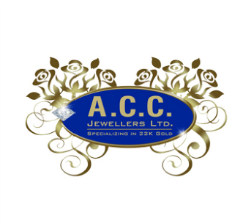 A.C.C.
JEWELLERS LTD.
SPECIALIZING IN 22K GOLD